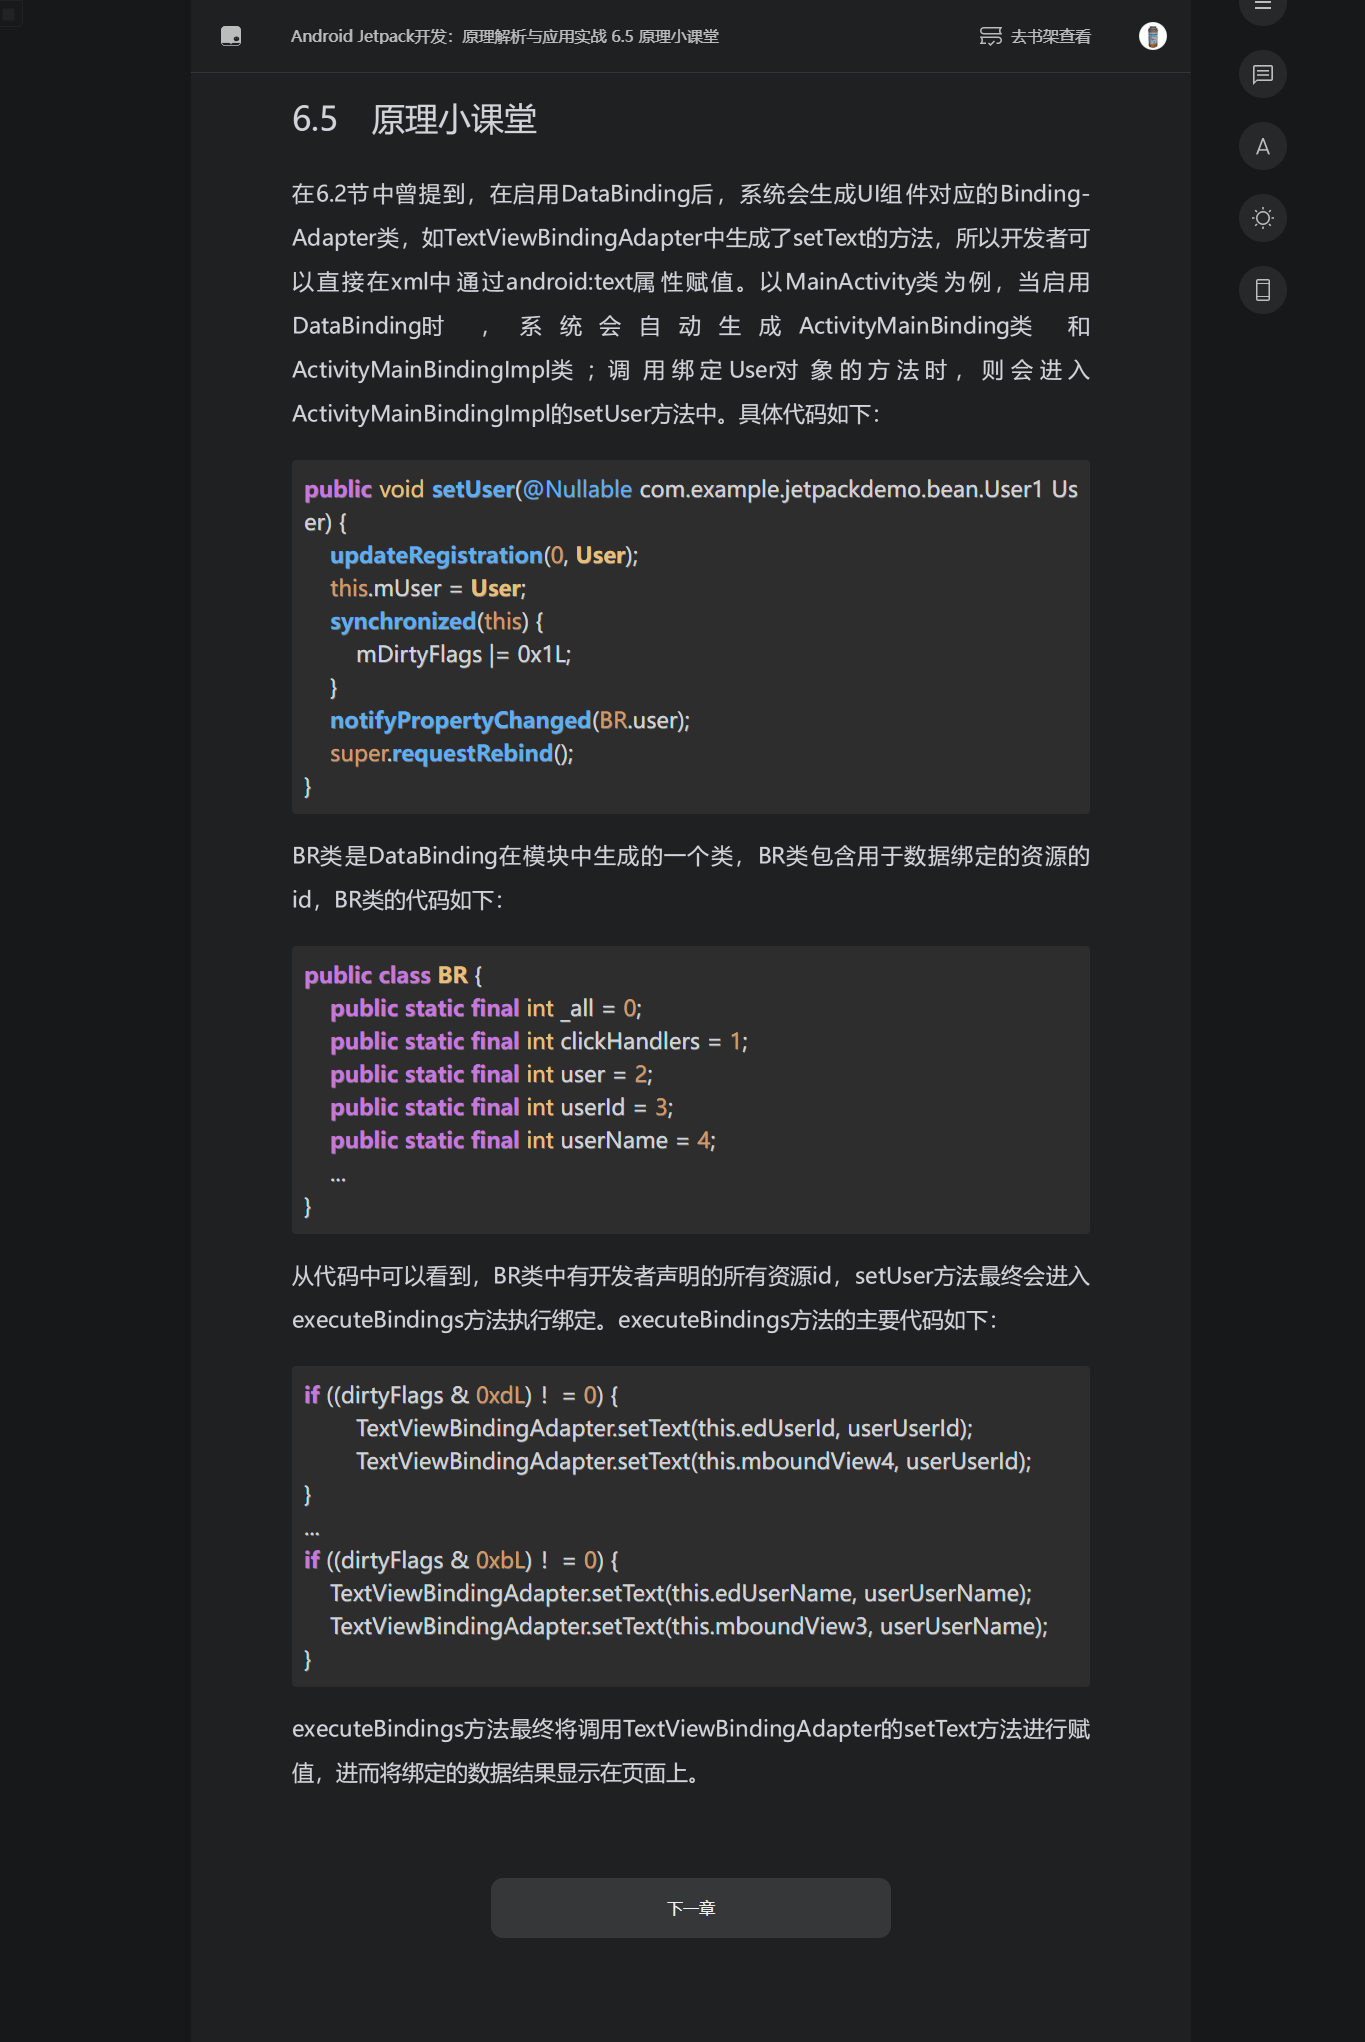 Android Jetpack开发：原理解析与应用实战 6.5 原理小课堂
去书架查看
A
6.5 原理小课堂
在6.2节中曾提到，在启用DataBinding后，系统会生成UI组件对应的Binding-
Adapter类，如TextViewBindingAdapter中生成了setText的方法，所以开发者可
以直接在xml中通过android:text属性赋值。以MainActivity类为例，当启用
DataBinding时，系统会自动生成ActivityMainBinding类和
ActivityMainBindingImpl类；调用绑定User对象的方法时，则会进入
ActivityMainBindingImpl的setUser方法中。具体代码如下：
public void setUser(@Nullable com.example.jetpackdemo.bean.User1 Us
er) {
updateRegistration(0, User);
this.mUser = User;
synchronized(this) {
mDirtyFlags |= 0x1L;
}
notifyPropertyChanged(BR.user);
super.requestRebind();
}
BR类是DataBinding在模块中生成的一个类，BR类包含用于数据绑定的资源的
id，BR类的代码如下：
public class BR {
public static final int _all = 0;
public static final int clickHandlers = 1;
public static final int user = 2;
public static final int userId = 3;
public static final int userName = 4;
...
}
从代码中可以看到，BR类中有开发者声明的所有资源id，setUser方法最终会进入
executeBindings方法执行绑定。executeBindings方法的主要代码如下：
if ((dirtyFlags & 0xdL) ！ = 0) {
TextViewBindingAdapter.setText(this.edUserId, userUserId);
TextViewBindingAdapter.setText(this.mboundView4, userUserId);
}
...
if ((dirtyFlags & 0xbL) ！ = 0) {
TextViewBindingAdapter.setText(this.edUserName, userUserName);
TextViewBindingAdapter.setText(this.mboundView3, userUserName);
}
executeBindings方法最终将调用TextViewBindingAdapter的setText方法进行赋
值，进而将绑定的数据结果显示在页面上。
下一章